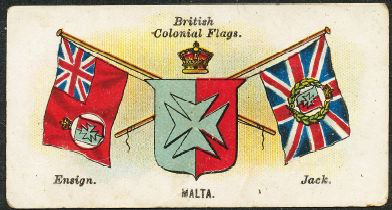 British
Colonial Flags.
Ensign.
MALTA.
Jack.